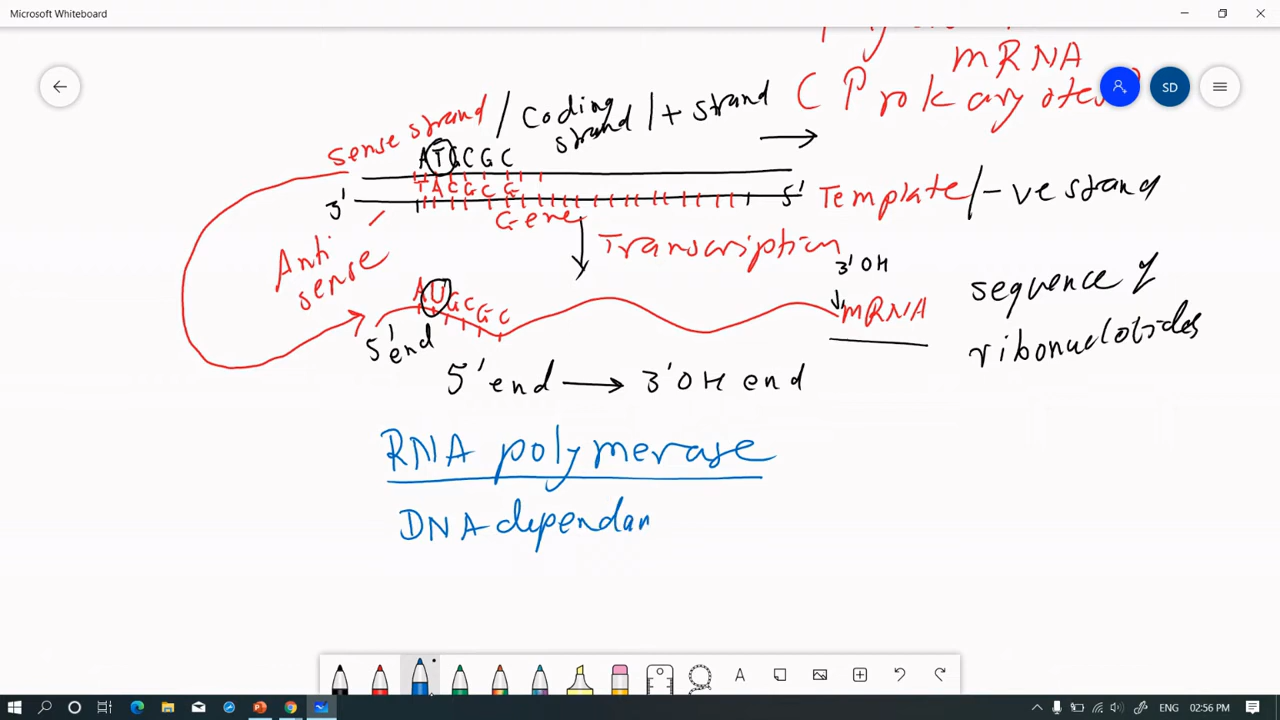 Microsoft Whiteboard
mRNA
SD
( Prokaryotes)
Sense strand / Coding strand / + strand →
ATGCGC
TACGCG
3' 5' Template / -ve strand
Gene
Anti sense
Transcription
3' OH
AUGCGC
mRNA
sequence of
ribonucleotides
5' end
5' end → 3' OH end
RNA polymerase
DNA dependan
ENG 02:56 PM